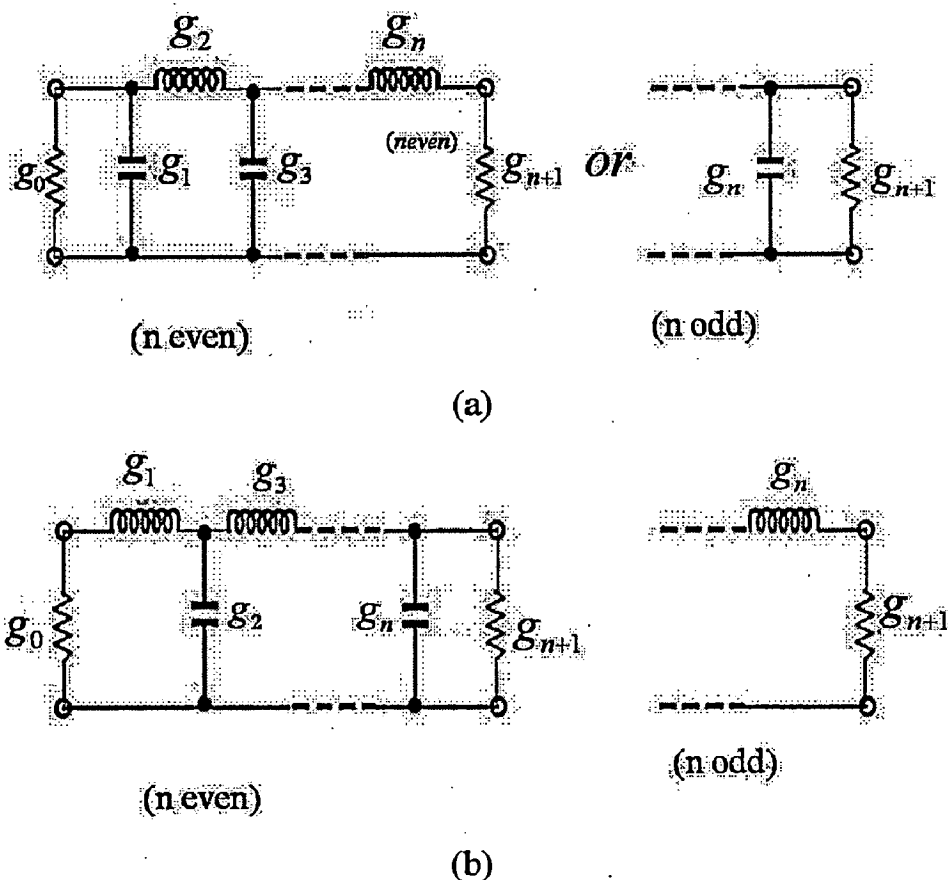 g2 gn
g0 g1 g3 (neven) gn+1 or gn gn+1
(n even) (n odd)
(a)
g1 g3 gn
g0 g2 gn gn+1 gn+1
(n even) (n odd)
(b)